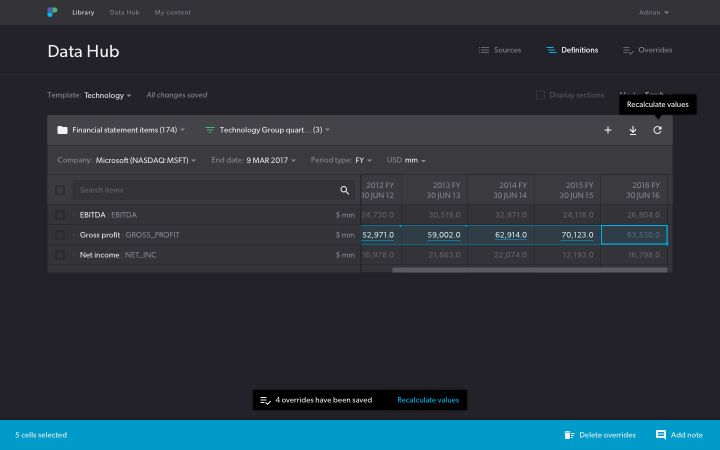 Library Data Hub My content Adrian
Data Hub Sources Definitions Overrides
Template: Technology All changes saved Display sections
Recalculate values
Financial statement items (174) Technology Group quart... (3)
Company: Microsoft (NASDAQ:MSFT) End date: 9 MAR 2017 Period type: FY USD mm
Search items
2012 FY 2013 FY 2014 FY 2015 FY 2016 FY
30 JUN 12 30 JUN 13 30 JUN 14 30 JUN 15 30 JUN 16
EBITDA : EBITDA $ mm 24,730.0 30,519.0 32,971.0 24,118.0 26,804.0
Gross profit : GROSS_PROFIT $ mm 52,971.0 59,002.0 62,914.0 70,123.0 63,530.0
Net income : NET_INC $ mm 16,978.0 21,863.0 22,074.0 12,193.0 16,798.0
4 overrides have been saved Recalculate values
5 cells selected Delete overrides Add note